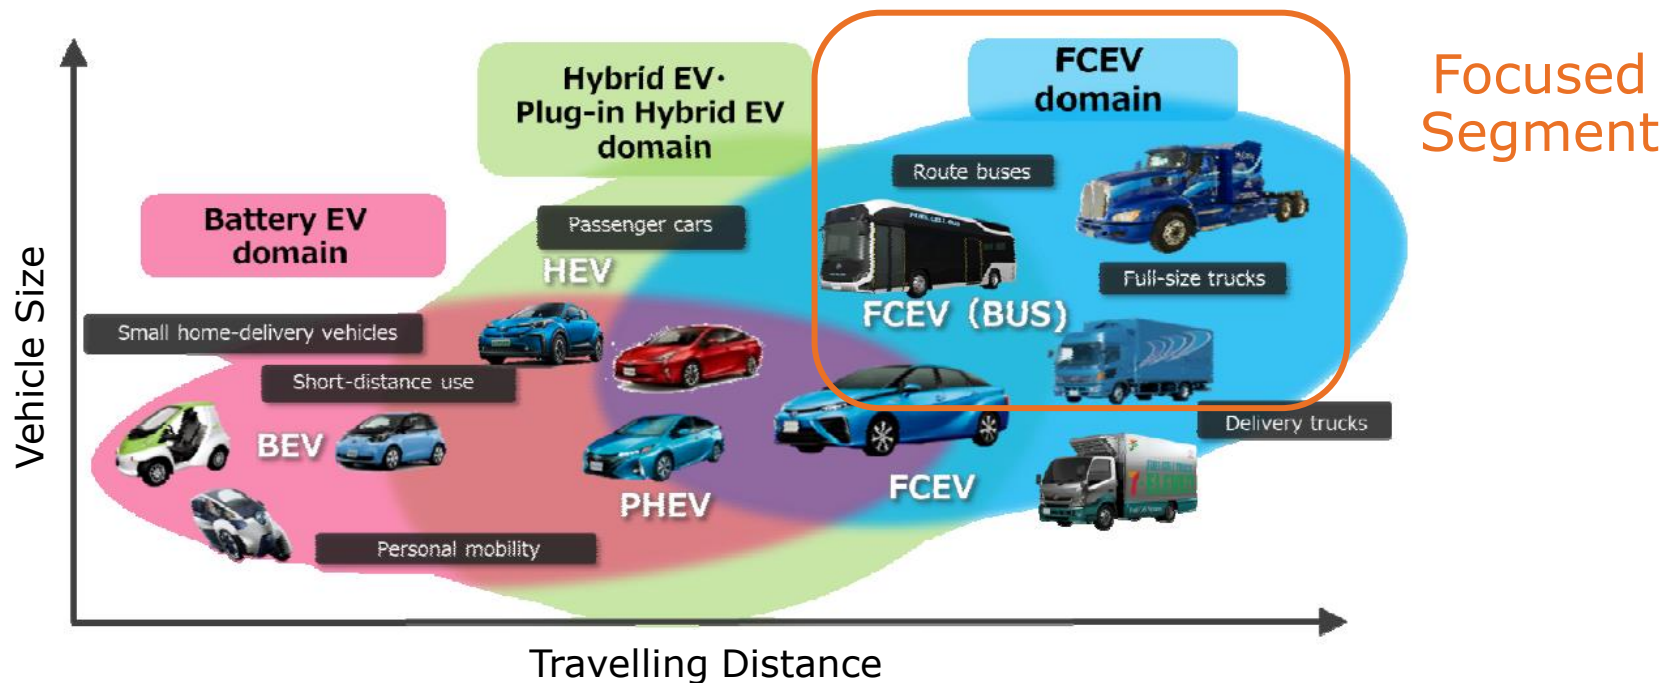 Hybrid EV・
Plug-in Hybrid EV
domain
FCEV
domain
Focused
Segment
Battery EV
domain
Route buses
Passenger cars
HEV
Full-size trucks
FCEV (BUS)
Small home-delivery vehicles
Short-distance use
BEV
Delivery trucks
PHEV
FCEV
Personal mobility
Vehicle Size
Travelling Distance